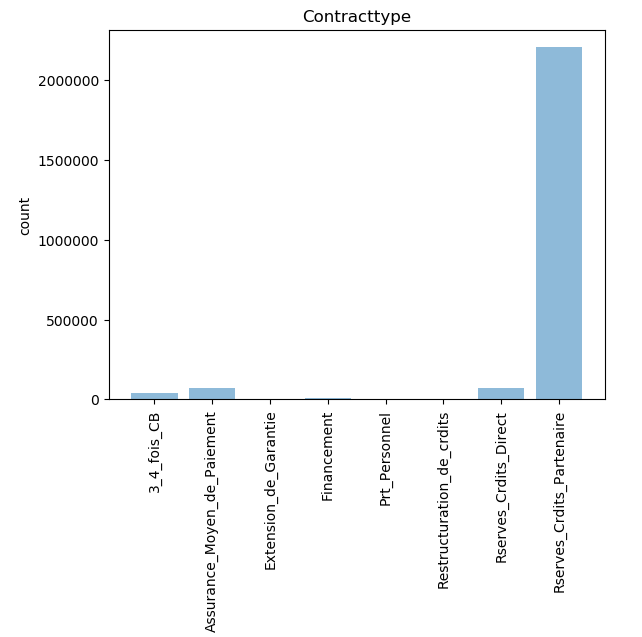 Contracttype
count
2000000
1500000
1000000
500000
0
3_4_fois_CB
Assurance_Moyen_de_Paiement
Extension_de_Garantie
Financement
Prt_Personnel
Restructuration_de_crdits
Rserves_Crdits_Direct
Rserves_Crdits_Partenaire